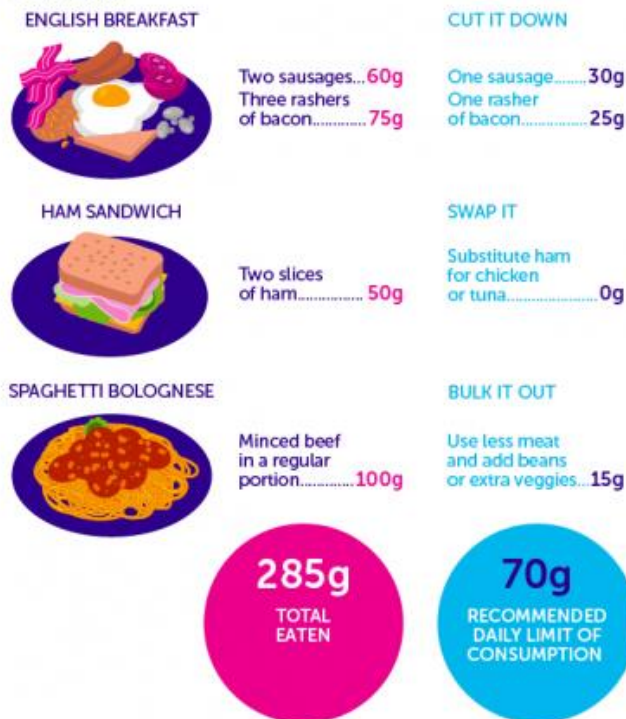 ENGLISH BREAKFAST
Two sausages...60g
Three rashers
of bacon............. 75g
CUT IT DOWN
One sausage........30g
One rasher
of bacon................25g
HAM SANDWICH
Two slices
of ham................ 50g
SWAP IT
Substitute ham
for chicken
or tuna......................0g
SPAGHETTI BOLOGNESE
Minced beef
in a regular
portion.............100g
BULK IT OUT
Use less meat
and add beans
or extra veggies...15g
285g
TOTAL
EATEN
70g
RECOMMENDED
DAILY LIMIT OF
CONSUMPTION